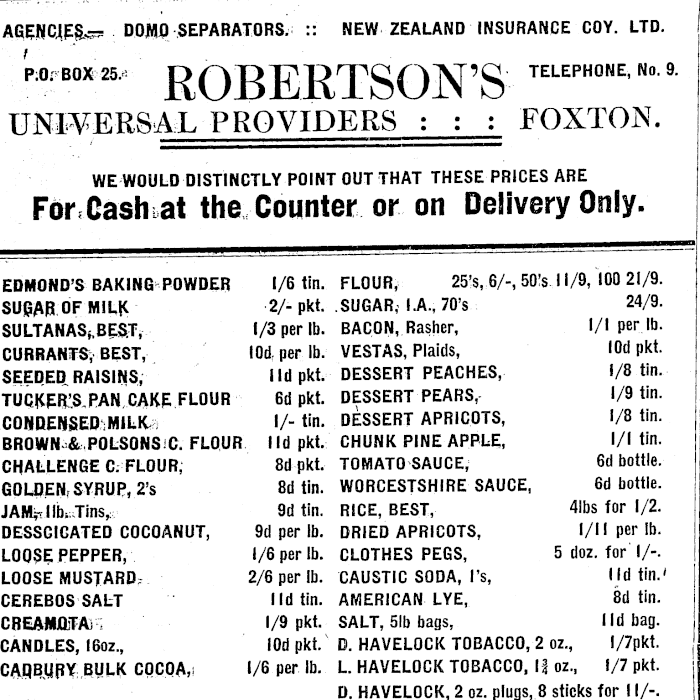 AGENCIES.— DOMO SEPARATORS. :: NEW ZEALAND INSURANCE COY. LTD.
P.O. BOX 25. ROBERTSON'S TELEPHONE, No. 9.
UNIVERSAL PROVIDERS : : : FOXTON.
WE WOULD DISTINCTLY POINT OUT THAT THESE PRICES ARE
For Cash at the Counter or on Delivery Only.
EDMOND'S BAKING POWDER 1/6 tin.
SUGAR OF MILK 2/- pkt.
SULTANAS, BEST, 1/3 per lb.
CURRANTS, BEST, 10d per lb.
SEEDED RAISINS, 11d pkt.
TUCKER'S PAN CAKE FLOUR 6d pkt.
CONDENSED MILK 1/- tin.
BROWN & POLSONS C. FLOUR 11d pkt.
CHALLENGE C. FLOUR, 8d pkt.
GOLDEN SYRUP, 2's 8d tin.
JAM, 1lb. Tins, 9d tin.
DESSCICATED COCOANUT, 9d per lb.
LOOSE PEPPER, 1/6 per lb.
LOOSE MUSTARD 2/6 per lb.
CEREBOS SALT 11d tin.
CREAMOTA 1/9 pkt.
CANDLES, 16oz., 10d pkt.
CADBURY BULK COCOA, 1/6 per lb.
FLOUR, 25's, 6/-, 50's 11/9, 100 21/9.
SUGAR, 1.A., 70's 24/9.
BACON, Rasher, 1/1 per lb.
VESTAS, Plaids, 10d pkt.
DESSERT PEACHES, 1/8 tin.
DESSERT PEARS, 1/9 tin.
DESSERT APRICOTS, 1/8 tin.
CHUNK PINE APPLE, 1/1 tin.
TOMATO SAUCE, 6d bottle.
WORCESTSHIRE SAUCE, 6d bottle.
RICE, BEST, 4lbs for 1/2.
DRIED APRICOTS, 1/11 per lb.
CLOTHES PEGS, 5 doz. for 1/-.
CAUSTIC SODA, 1's, 11d tin.
AMERICAN LYE, 8d tin.
SALT, 5lb bags, 11d bag.
D. HAVELOCK TOBACCO, 2 oz., 1/7pkt.
L. HAVELOCK TOBACCO, 1¾ oz., 1/7 pkt.
D. HAVELOCK, 2 oz. plugs, 8 sticks for 11/-.